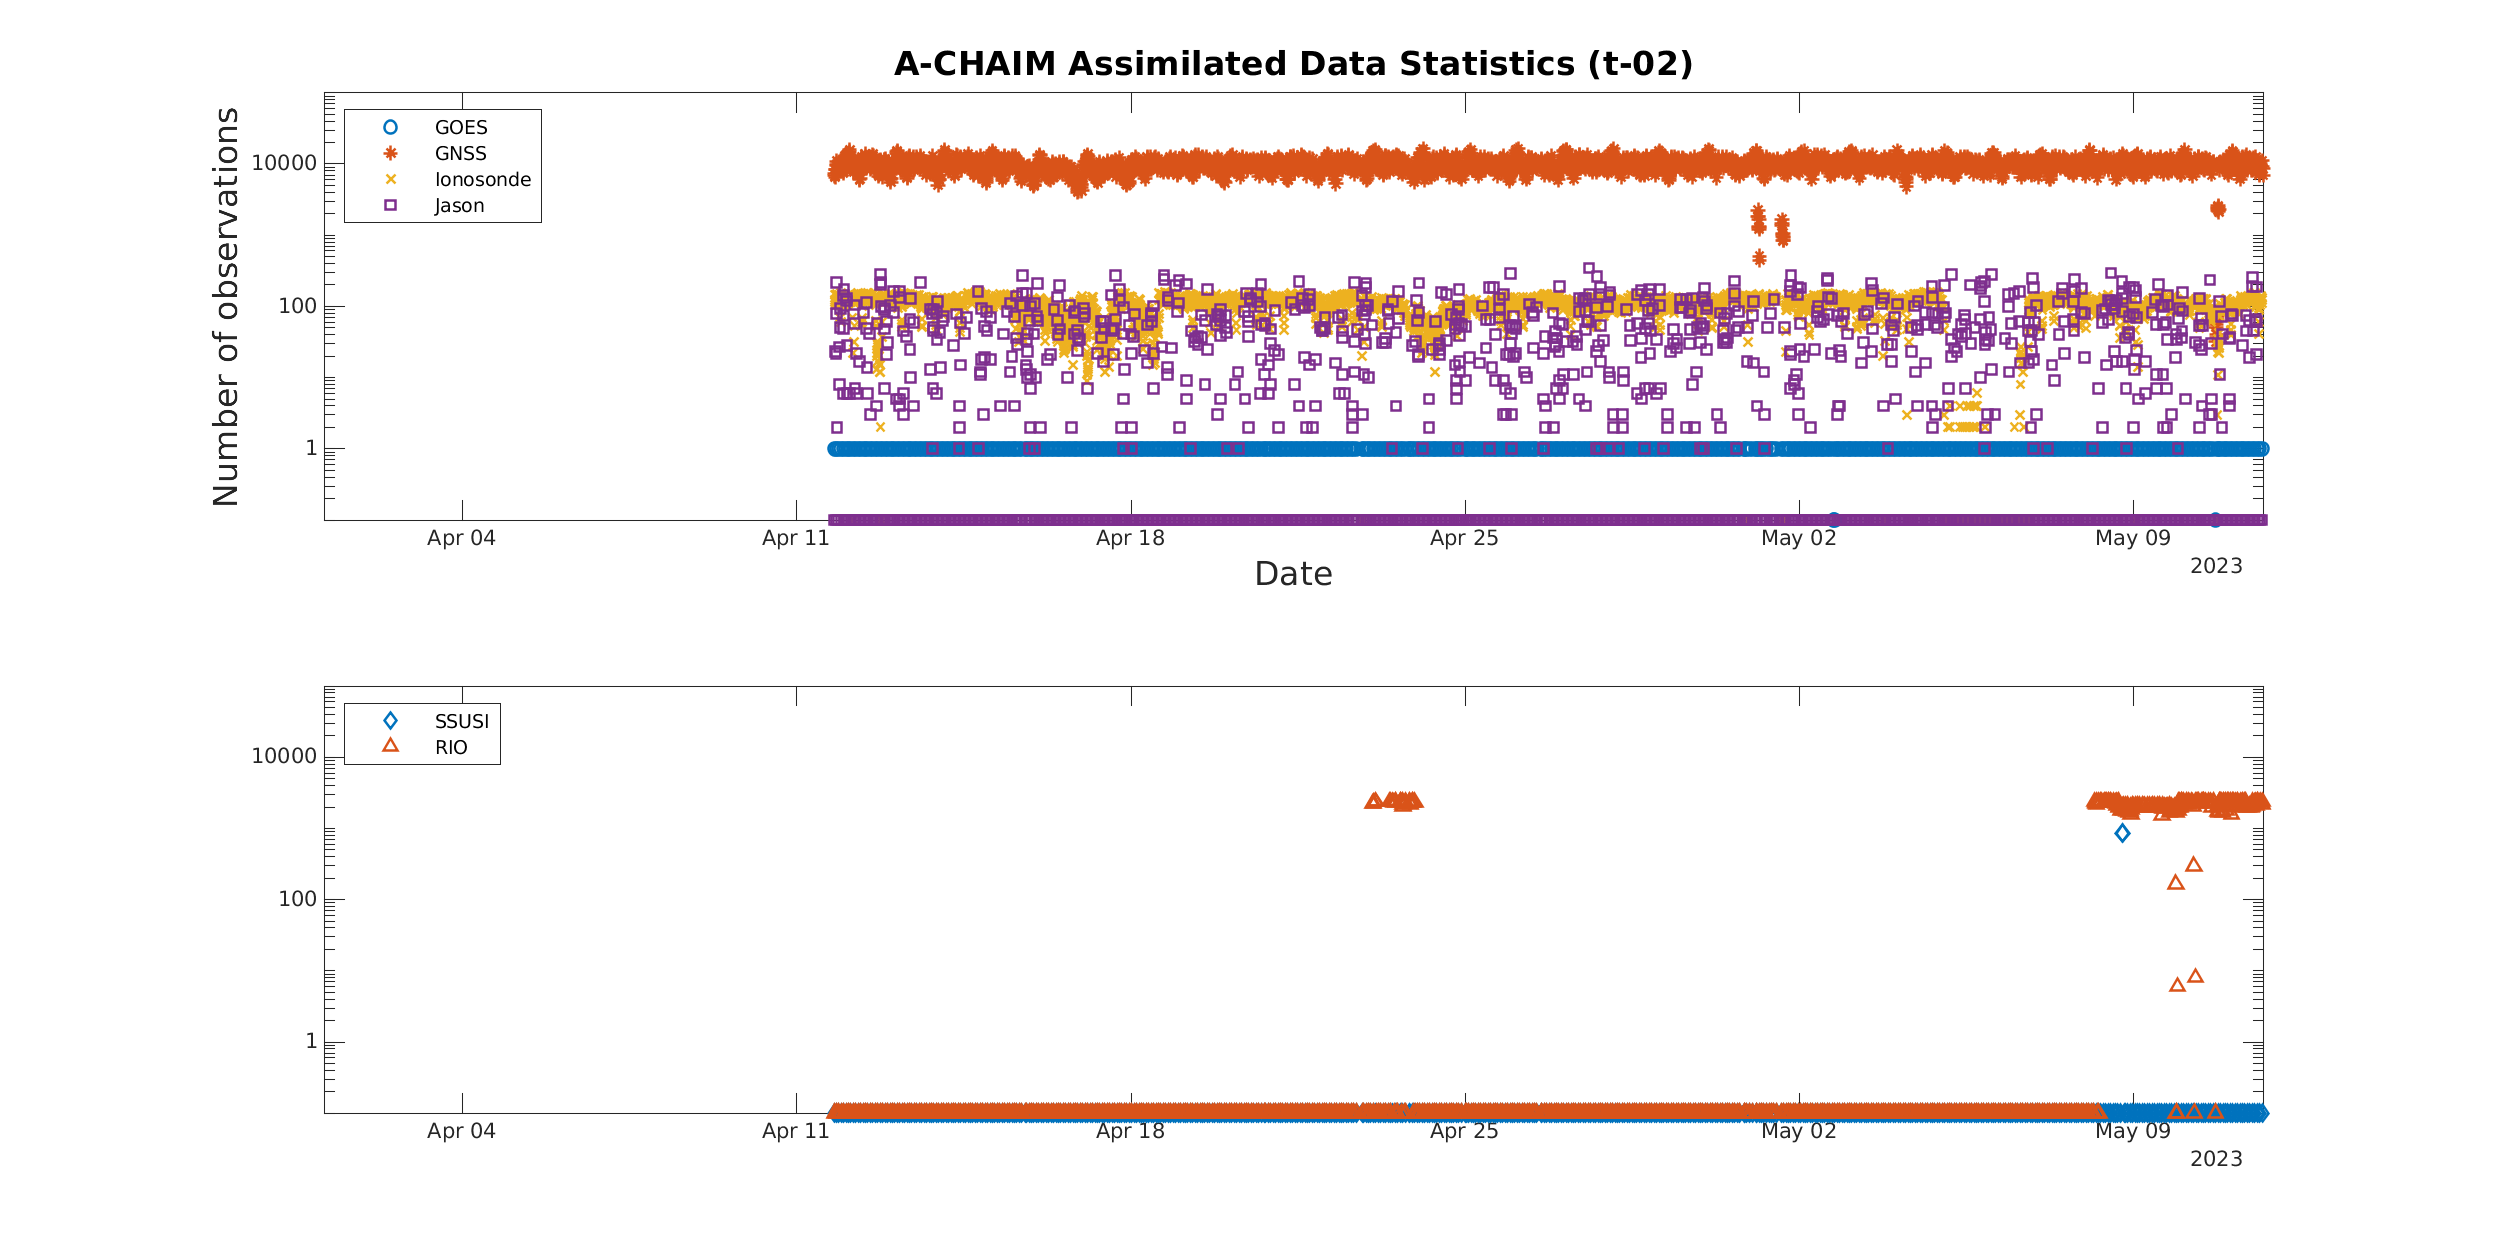 A-CHAIM Assimilated Data Statistics (t-02)
Number of observations
GOES
GNSS
Ionosonde
Jason
10000
100
1
Apr 04
Apr 11
Apr 18
Apr 25
May 02
May 09
2023
Date
SSUSI
RIO
10000
100
1
Apr 04
Apr 11
Apr 18
Apr 25
May 02
May 09
2023